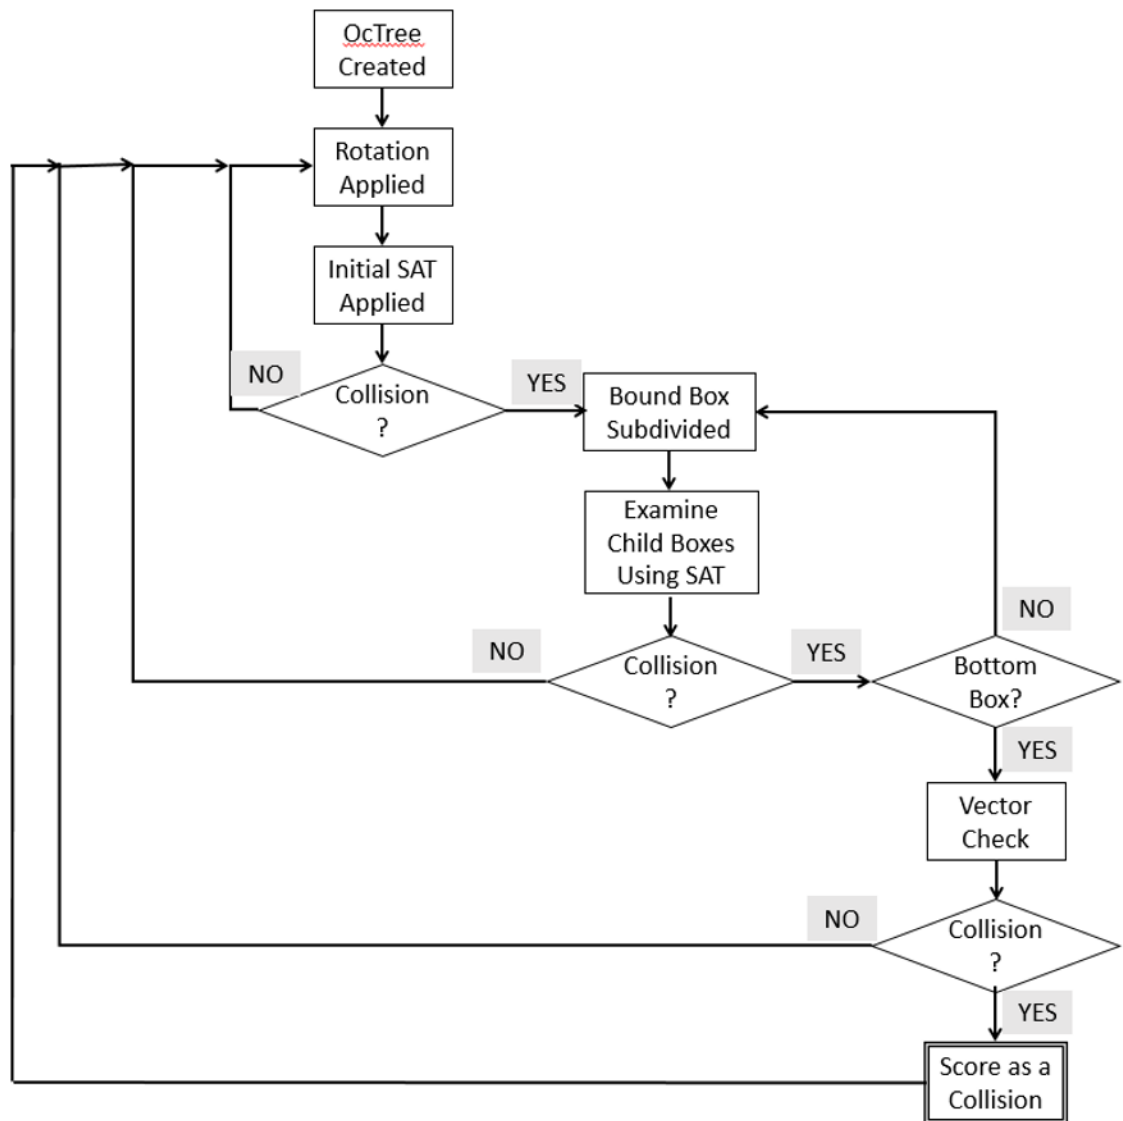 OcTree
Created
Rotation
Applied
Initial SAT
Applied
NO
Collision
?
YES
Bound Box
Subdivided
Examine
Child Boxes
Using SAT
NO
Collision
?
YES
NO
Bottom
Box?
YES
Vector
Check
NO
Collision
?
YES
Score as a
Collision